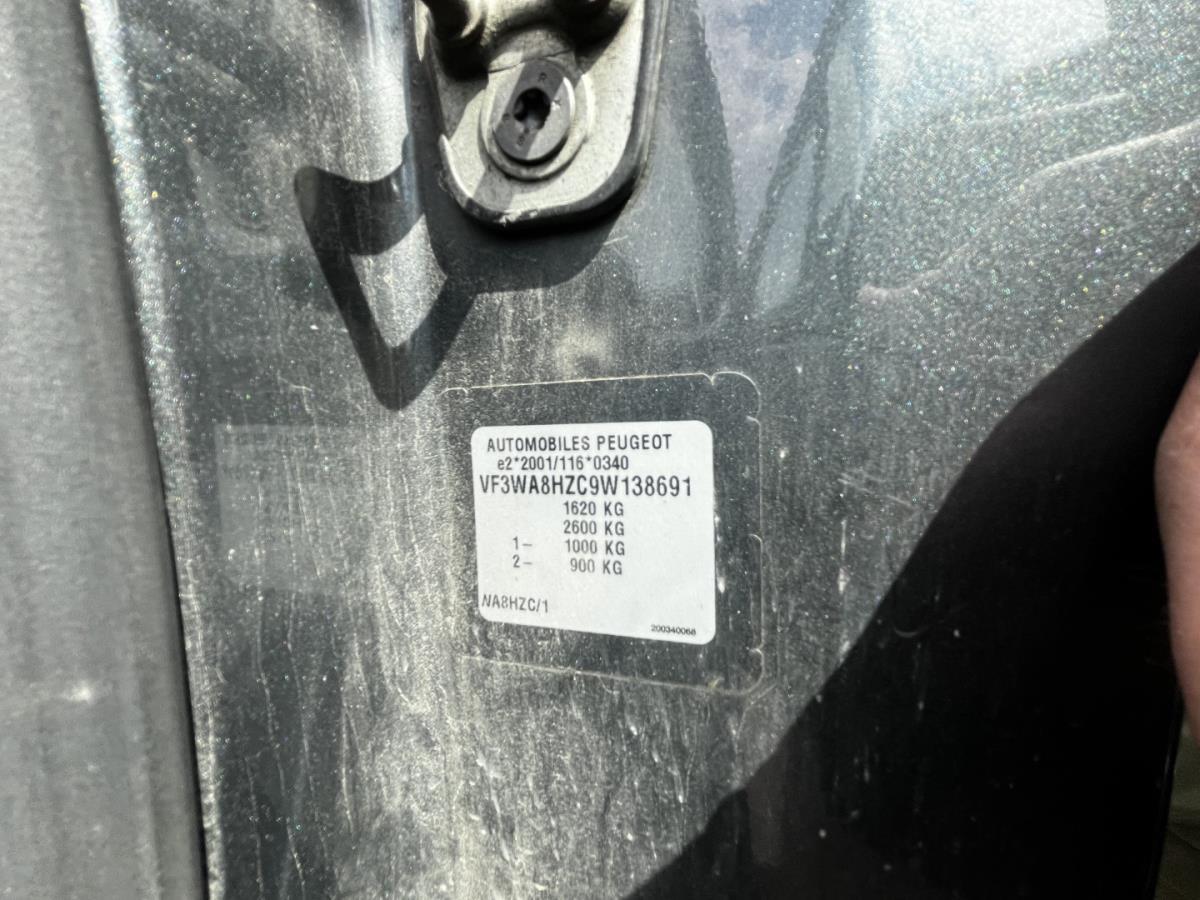 AUTOMOBILES PEUGEOT
e2*2001/116*0340
VF3WA8HZC9W138691
1620 KG
2600 KG
1- 1000 KG
2- 900 KG
WA8HZC/1
200340068